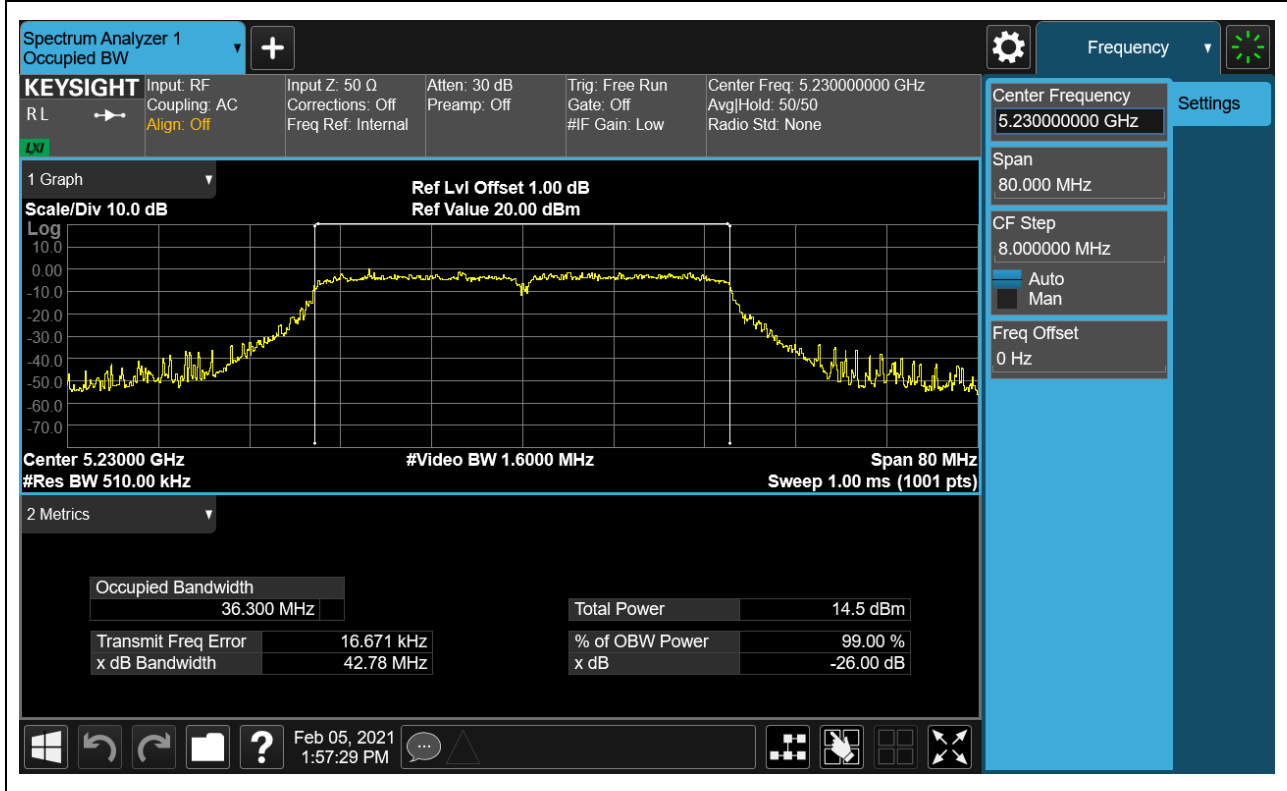 Spectrum Analyzer 1
Occupied BW
Frequency
KEYSIGHT
R L
LXI
Input: RF
Coupling: AC
Align: Off
Input Z: 50 Ω
Corrections: Off
Freq Ref: Internal
Atten: 30 dB
Preamp: Off
Trig: Free Run
Gate: Off
#IF Gain: Low
Center Freq: 5.230000000 GHz
Avg|Hold: 50/50
Radio Std: None
Center Frequency
5.230000000 GHz
Settings
Span
80.000 MHz
CF Step
8.000000 MHz
Auto
Man
Freq Offset
0 Hz
1 Graph
Scale/Div 10.0 dB
Ref Lvl Offset 1.00 dB
Ref Value 20.00 dBm
Log
10.0
0.00
-10.0
-20.0
-30.0
-40.0
-50.0
-60.0
-70.0
Center 5.23000 GHz
#Video BW 1.6000 MHz
Span 80 MHz
#Res BW 510.00 kHz
Sweep 1.00 ms (1001 pts)
2 Metrics
Occupied Bandwidth
36.300 MHz
Total Power 14.5 dBm
Transmit Freq Error 16.671 kHz
% of OBW Power 99.00 %
x dB Bandwidth 42.78 MHz
x dB -26.00 dB
?
Feb 05, 2021
1:57:29 PM